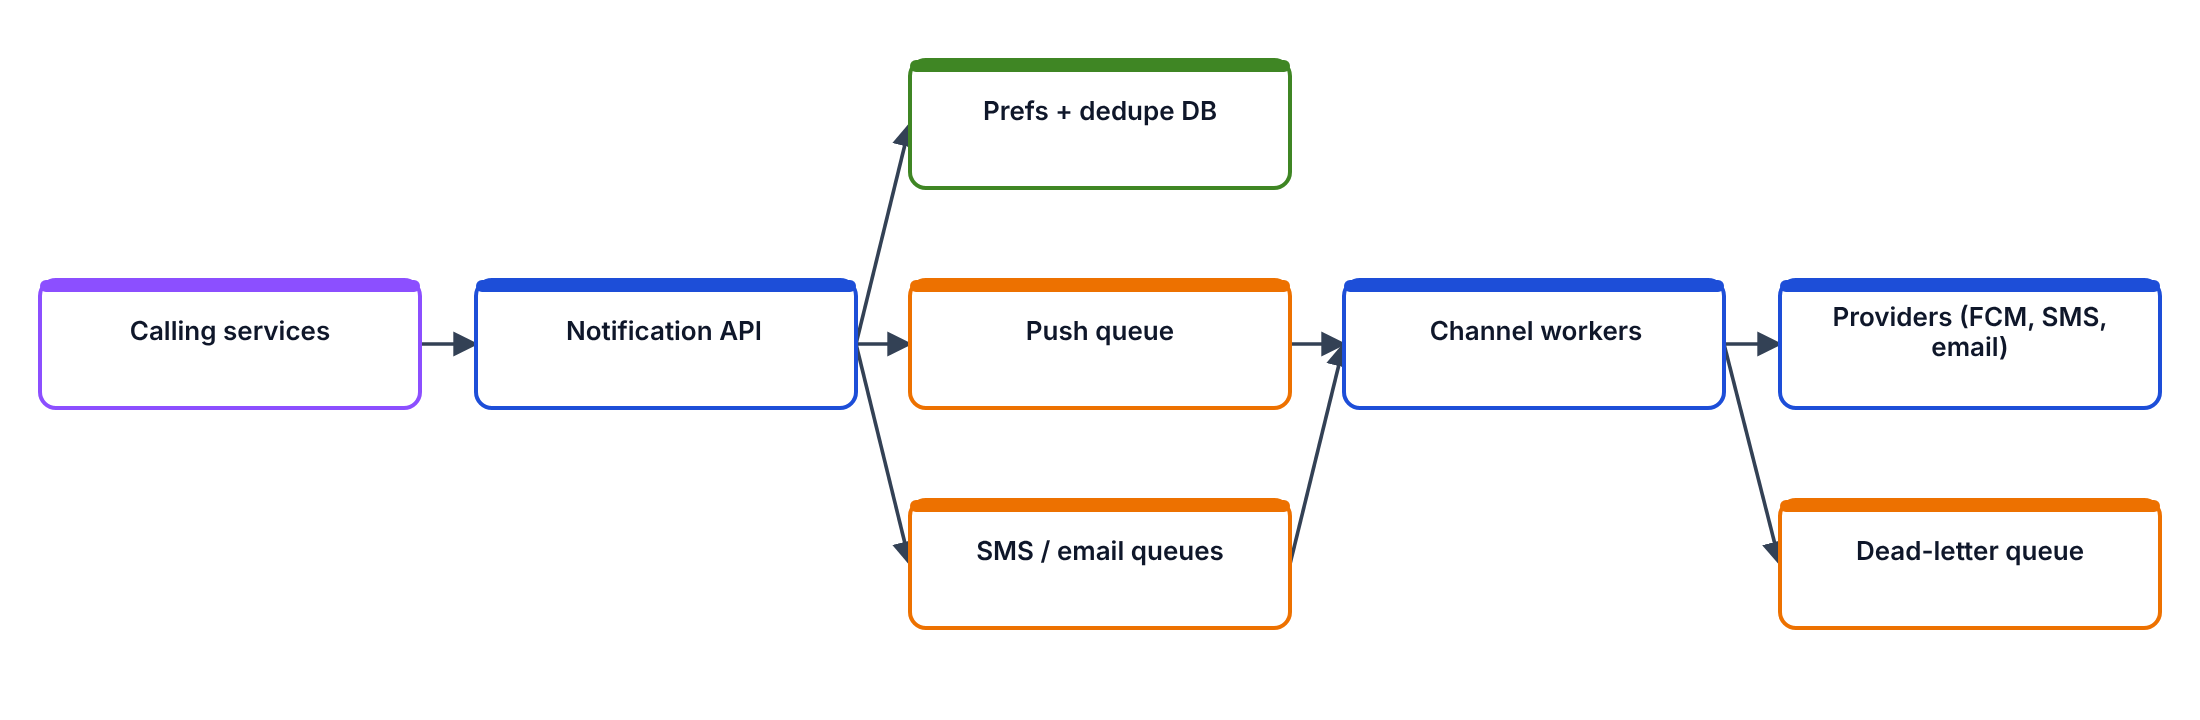 Prefs + dedupe DB
Calling services
Notification API
Push queue
Channel workers
Providers (FCM, SMS,
email)
SMS / email queues
Dead-letter queue